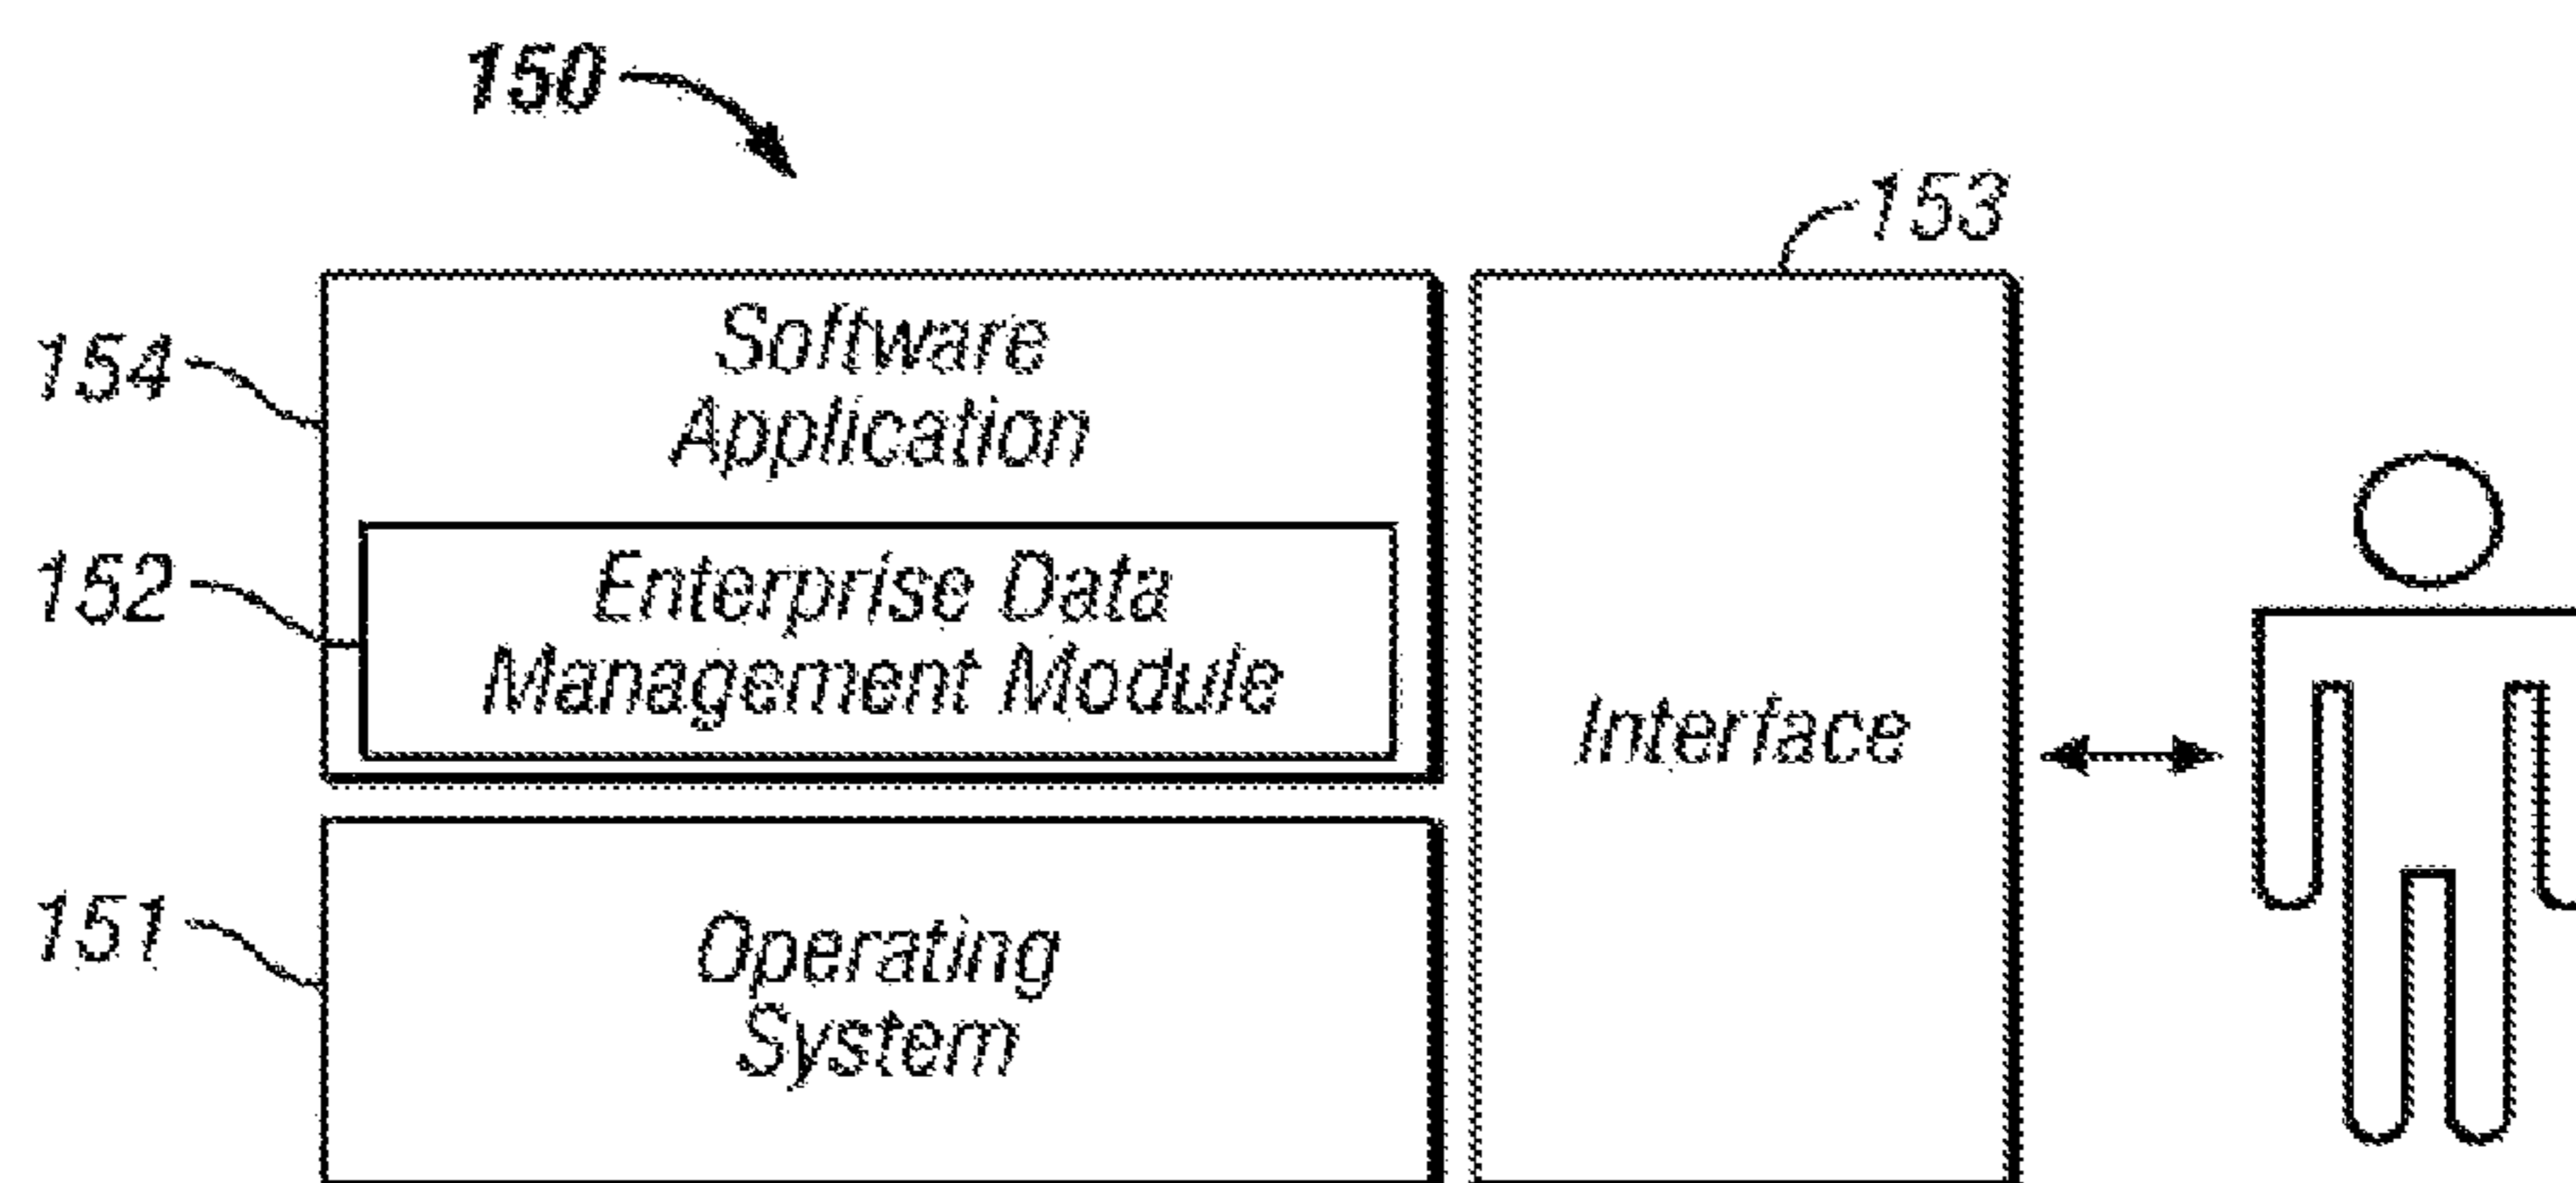 150
153
154
Software
Application
152
Enterprise Data
Management Module
Interface
151
Operating
System